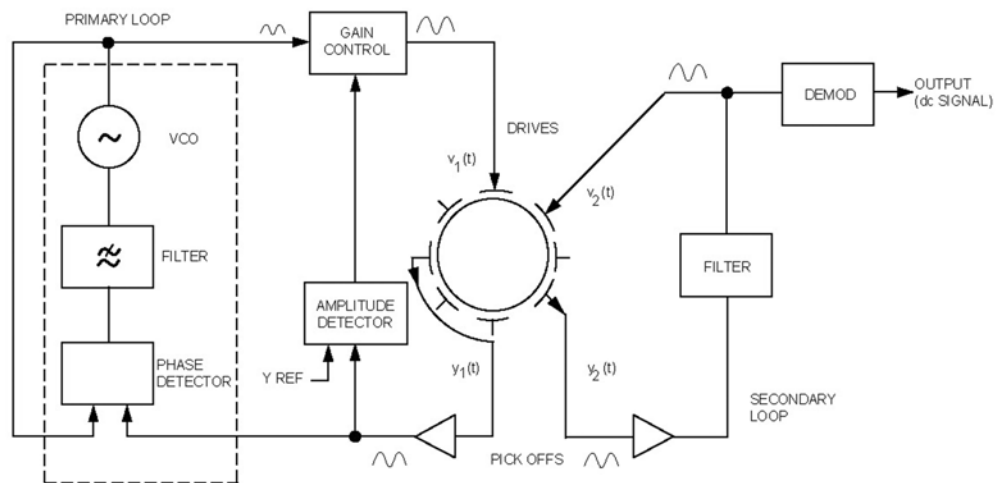 PRIMARY LOOP
GAIN
CONTROL
DEMOD
OUTPUT
(dc SIGNAL)
VCO
DRIVES
v1(t)
v2(t)
FILTER
FILTER
AMPLITUDE
DETECTOR
PHASE
DETECTOR
Y REF
y1(t)
y2(t)
SECONDARY
LOOP
PICK OFFS